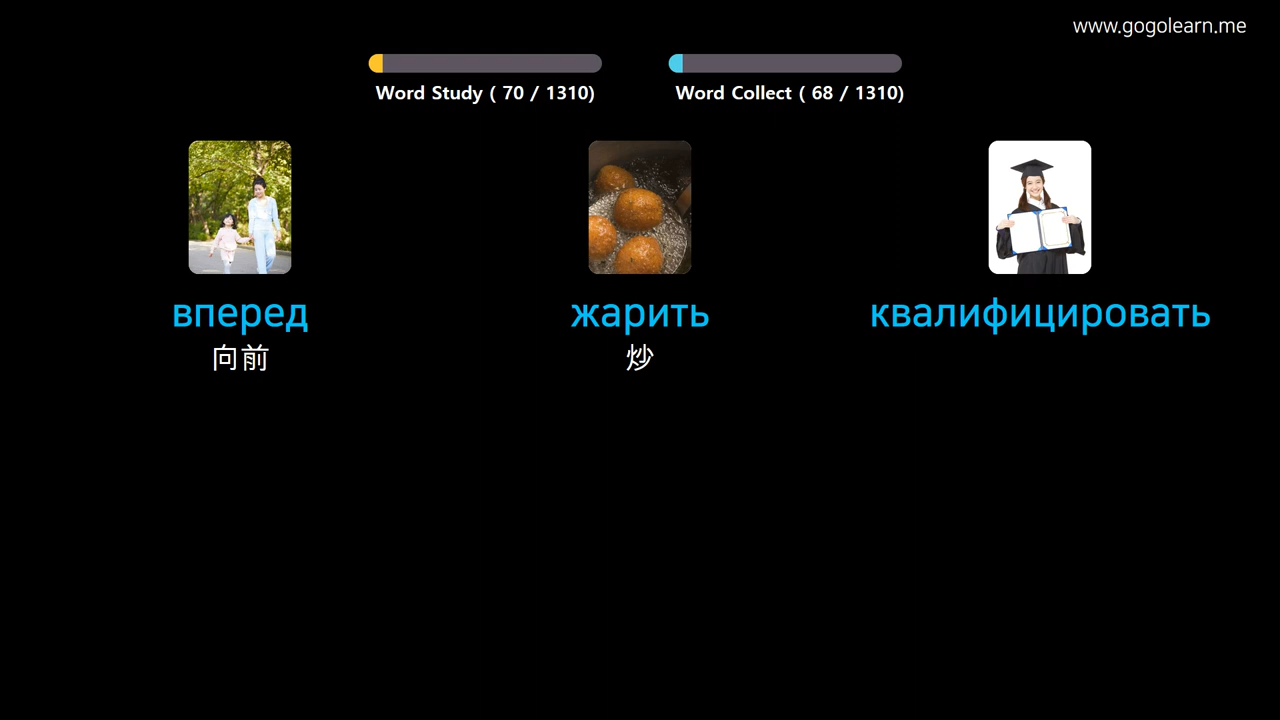 www.gogolearn.me
Word Study ( 70 / 1310)
Word Collect ( 68 / 1310)
вперед
向前
жарить
炒
квалифицировать